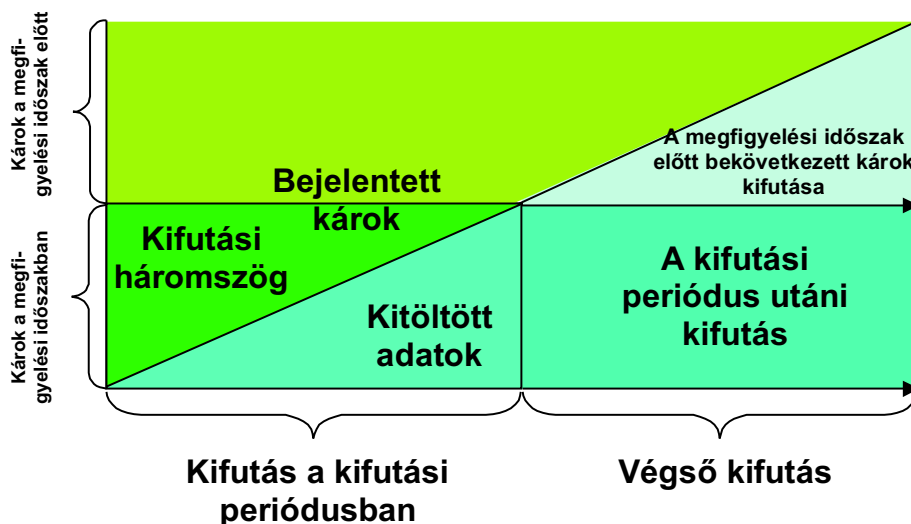 Károk a megfi-
gyelési időszak előtt
A megfigyelési időszak
előtt bekövetkezett károk
kifutása
Bejelentett
károk
Kifutási
háromszög
Károk a megfi-
gyelési időszakban
Kitöltött
adatok
A kifutási
periódus utáni
kifutás
Kifutás a kifutási
periódusban
Végső kifutás